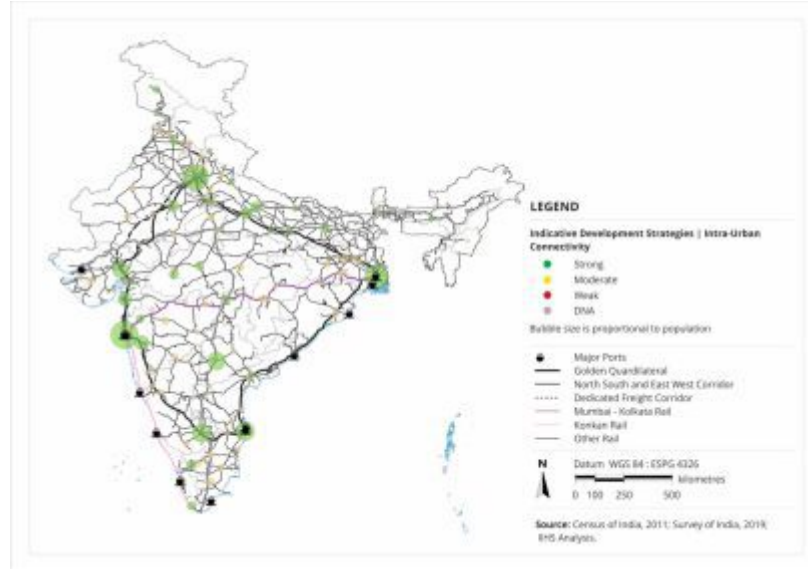 LEGEND
Indicative Development Strategies | Intra-Urban
Connectivity
Strong
Moderate
Weak
DNA
Bubble size is proportional to population
Major Ports
Golden Quardilateral
North South and East West Corridor
Dedicated Freight Corridor
Mumbai - Kolkata Rail
Konkan Rail
Other Rail
N
Datum WGS 84 : ESPG 4326
kilometres
0 100 250 500
Source: Census of India, 2011; Survey of India, 2019;
IIHS Analysis.